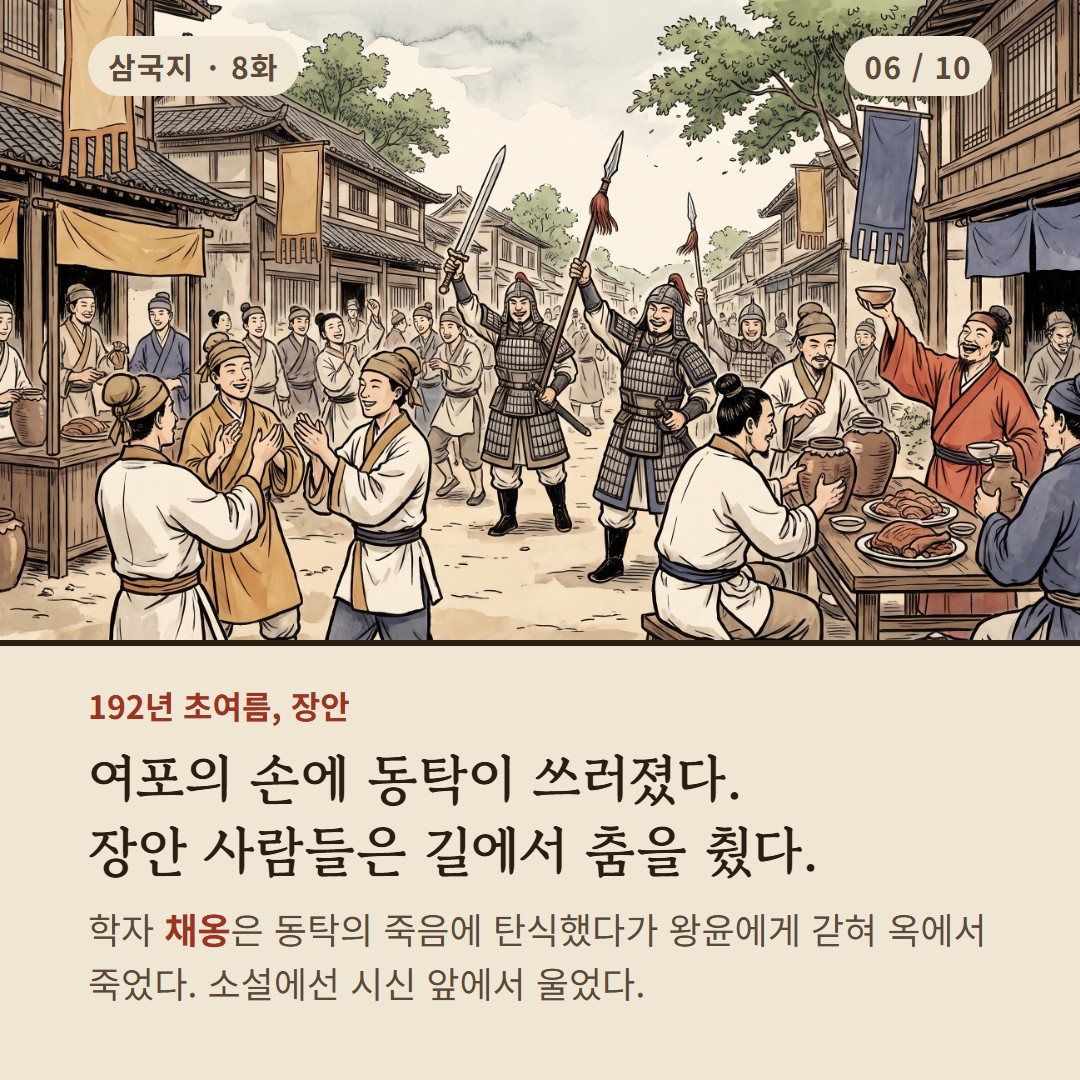 삼국지 · 8화
06 / 10
192년 초여름, 장안
여포의 손에 동탁이 쓰러졌다.
장안 사람들은 길에서 춤을 췄다.
학자 채옹은 동탁의 죽음에 탄식했다가 왕윤에게 갇혀 옥에서
죽었다. 소설에선 시신 앞에서 울었다.